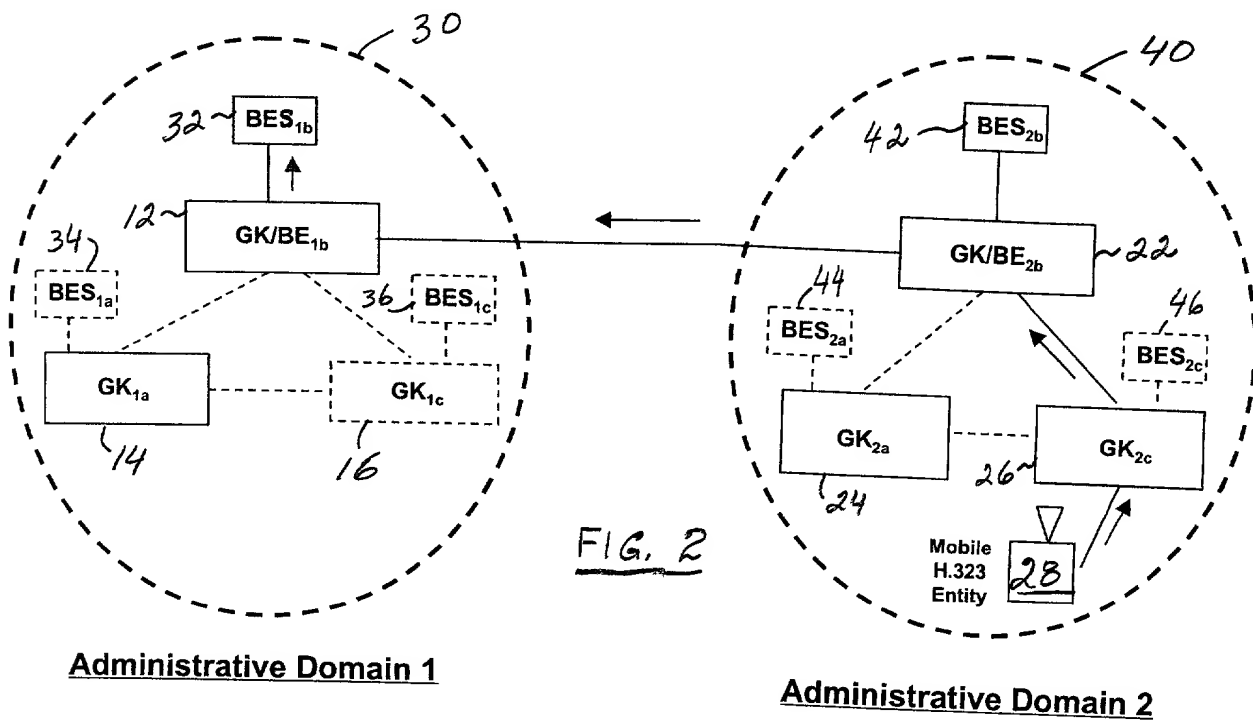 30
40
32
BES1b
42
BES2b
12
GK/BE1b
GK/BE2b
22
34
BES1a
36
BES1c
44
BES2a
46
BES2c
GK1a
GK1c
GK2a
GK2c
14
16
24
26
FIG. 2
Mobile
H.323
Entity
28
Administrative Domain 1
Administrative Domain 2